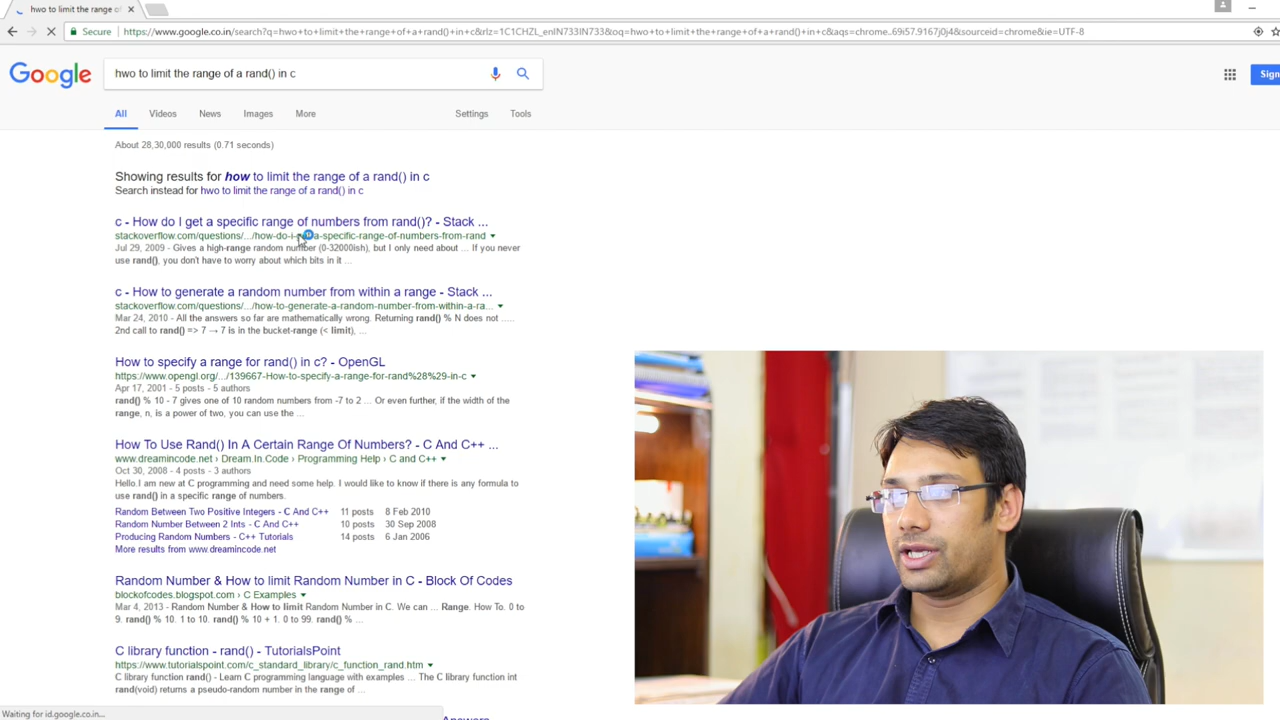 hwo to limit the range of
Secure
https://www.google.co.in/search?q=hwo+to+limit+the+range+of+a+rand()+in+c&rlz=1C1CHZL_enIN733IN733&oq=hwo+to+limit+the+range+of+a+rand()+in+c&aqs=chrome..69i57.9167j0j4&sourceid=chrome&ie=UTF-8
Google
hwo to limit the range of a rand() in c
Sign
All Videos News Images More Settings Tools
About 28,30,000 results (0.71 seconds)
Showing results for how to limit the range of a rand() in c
Search instead for hwo to limit the range of a rand() in c
c - How do I get a specific range of numbers from rand()? - Stack ...
stackoverflow.com/questions/.../how-do-i-get-a-specific-range-of-numbers-from-rand
Jul 29, 2009 - Gives a high-range random number (0-32000ish), but I only need about ... If you never
use rand(), you don't have to worry about which bits in it ...
c - How to generate a random number from within a range - Stack ...
stackoverflow.com/questions/.../how-to-generate-a-random-number-from-within-a-ra...
Mar 24, 2010 - All the answers so far are mathematically wrong. Returning rand() % N does not .....
2nd call to rand() => 7 → 7 is in the bucket-range (< limit), ...
How to specify a range for rand() in c? - OpenGL
https://www.opengl.org/.../139667-How-to-specify-a-range-for-rand%28%29-in-c
Apr 17, 2001 - 5 posts - 5 authors
rand() % 10 - 7 gives one of 10 random numbers from -7 to 2 ... Or even further, if the width of the
range, n, is a power of two, you can use the ...
How To Use Rand() In A Certain Range Of Numbers? - C And C++ ...
www.dreamincode.net › Dream.In.Code › Programming Help › C and C++
Oct 30, 2008 - 4 posts - 3 authors
Hello.I am new at C programming and need some help. I would like to know if there is any formula to
use rand() in a specific range of numbers.
Random Between Two Positive Integers - C And C++ 11 posts 8 Feb 2010
Random Number Between 2 Ints - C And C++ 10 posts 30 Sep 2008
Producing Random Numbers - C++ Tutorials 14 posts 6 Jan 2006
More results from www.dreamincode.net
Random Number & How to limit Random Number in C - Block Of Codes
blockofcodes.blogspot.com › C Examples
Mar 4, 2013 - Random Number & How to limit Random Number in C. We can ... Range. How To. 0 to
9. rand() % 10. 1 to 10. rand() % 10 + 1. 0 to 99. rand() % ...
C library function - rand() - TutorialsPoint
https://www.tutorialspoint.com/c_standard_library/c_function_rand.htm
C library function rand() - Learn C programming language with examples ... The C library function int
rand(void) returns a pseudo-random number in the range of ...
Waiting for id.google.co.in...